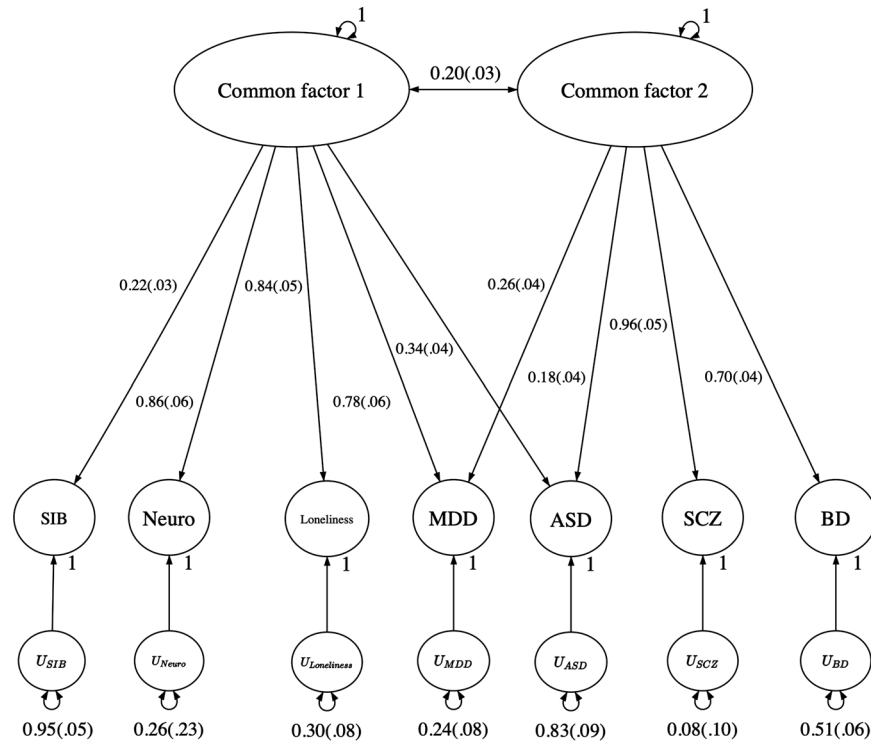 1
1
Common factor 1
0.20(.03)
Common factor 2
0.22(.03)
0.84(.05)
0.26(.04)
0.96(.05)
0.34(.04)
0.86(.06)
0.78(.06)
0.18(.04)
0.70(.04)
SIB
Neuro
Loneliness
MDD
ASD
SCZ
BD
1
1
1
1
1
1
1
U_SIB
U_Neuro
U_Loneliness
U_MDD
U_ASD
U_SCZ
U_BD
0.95(.05)
0.26(.23)
0.30(.08)
0.24(.08)
0.83(.09)
0.08(.10)
0.51(.06)